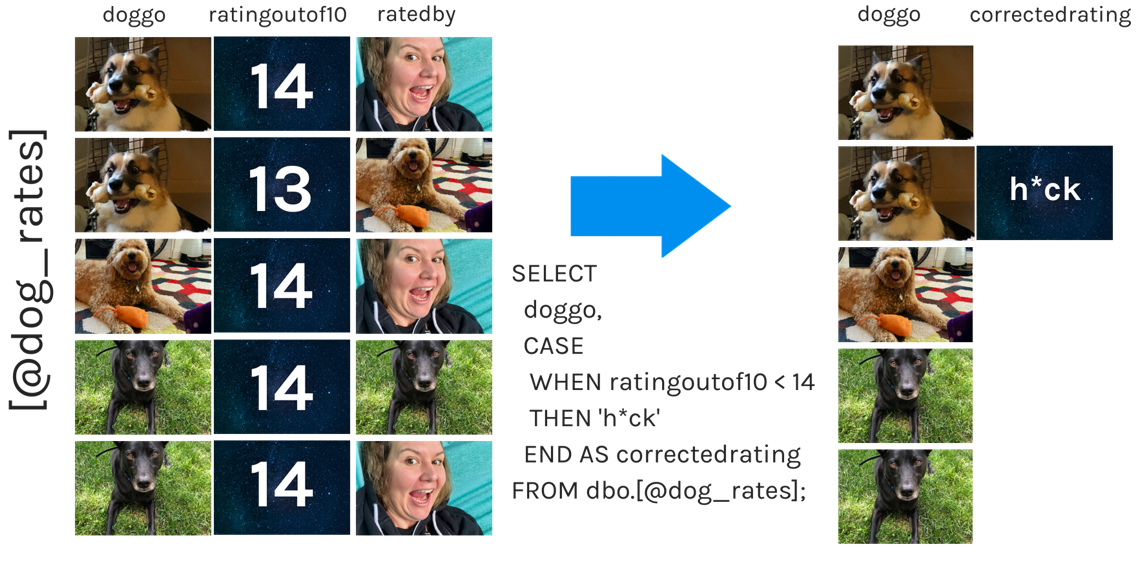 doggo ratingoutof10 ratedby
[@dog_rates]
14
13
14
14
14
SELECT
doggo,
CASE
WHEN ratingoutof10 < 14
THEN 'h*ck'
END AS correctedrating
FROM dbo.[@dog_rates];
doggo correctedrating
h*ck